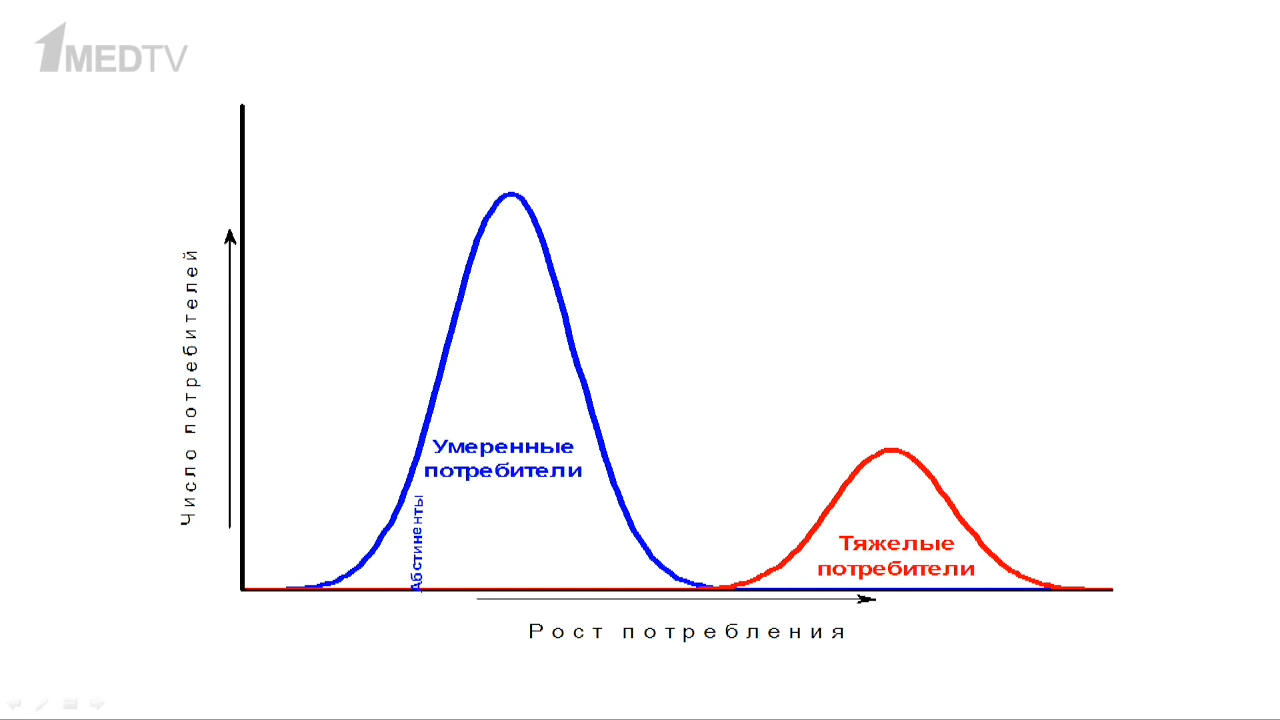 1MEDTV
Число потребителей
Умеренные
потребители
Абстиненты
Тяжелые
потребители
Рост потребления